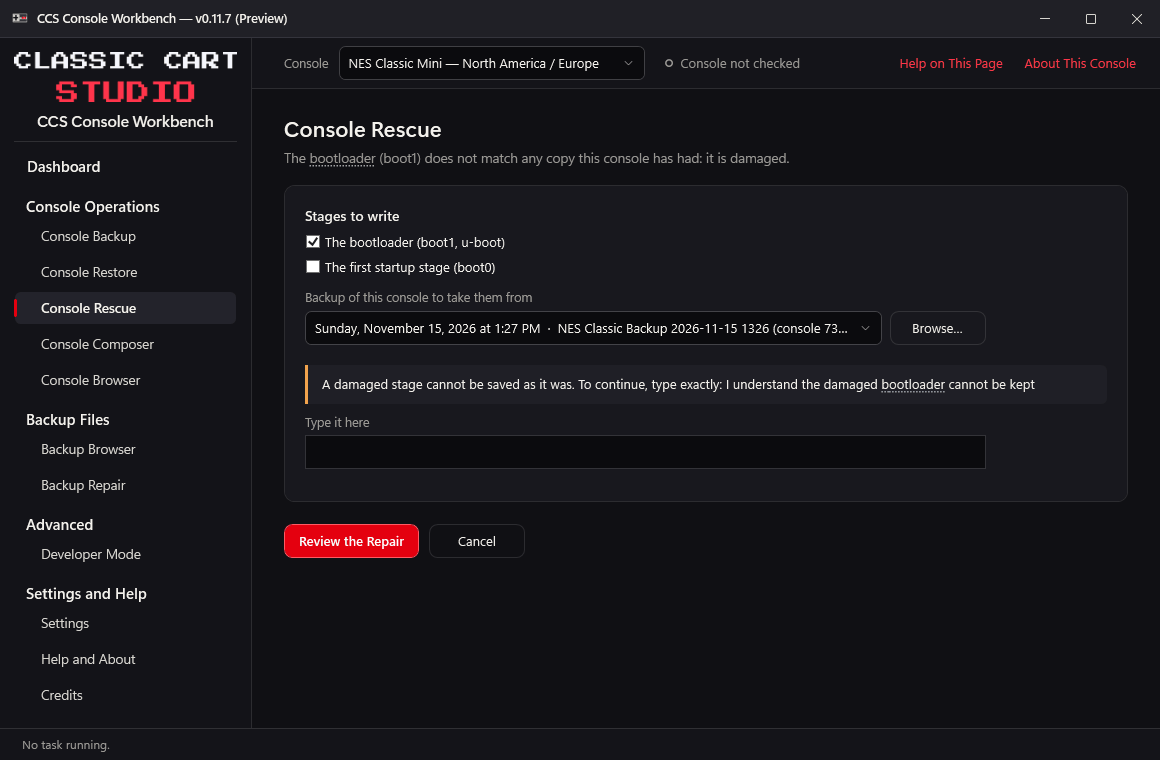 CCS Console Workbench — v0.11.7 (Preview)
CLASSIC CART
STUDIO
CCS Console Workbench
Dashboard
Console Operations
Console Backup
Console Restore
Console Rescue
Console Composer
Console Browser
Backup Files
Backup Browser
Backup Repair
Advanced
Developer Mode
Settings and Help
Settings
Help and About
Credits
Console
NES Classic Mini — North America / Europe
Console not checked
Help on This Page
About This Console
Console Rescue
The bootloader (boot1) does not match any copy this console has had: it is damaged.
Stages to write
The bootloader (boot1, u-boot)
The first startup stage (boot0)
Backup of this console to take them from
Sunday, November 15, 2026 at 1:27 PM · NES Classic Backup 2026-11-15 1326 (console 73...
Browse...
A damaged stage cannot be saved as it was. To continue, type exactly: I understand the damaged bootloader cannot be kept
Type it here
Review the Repair
Cancel
No task running.